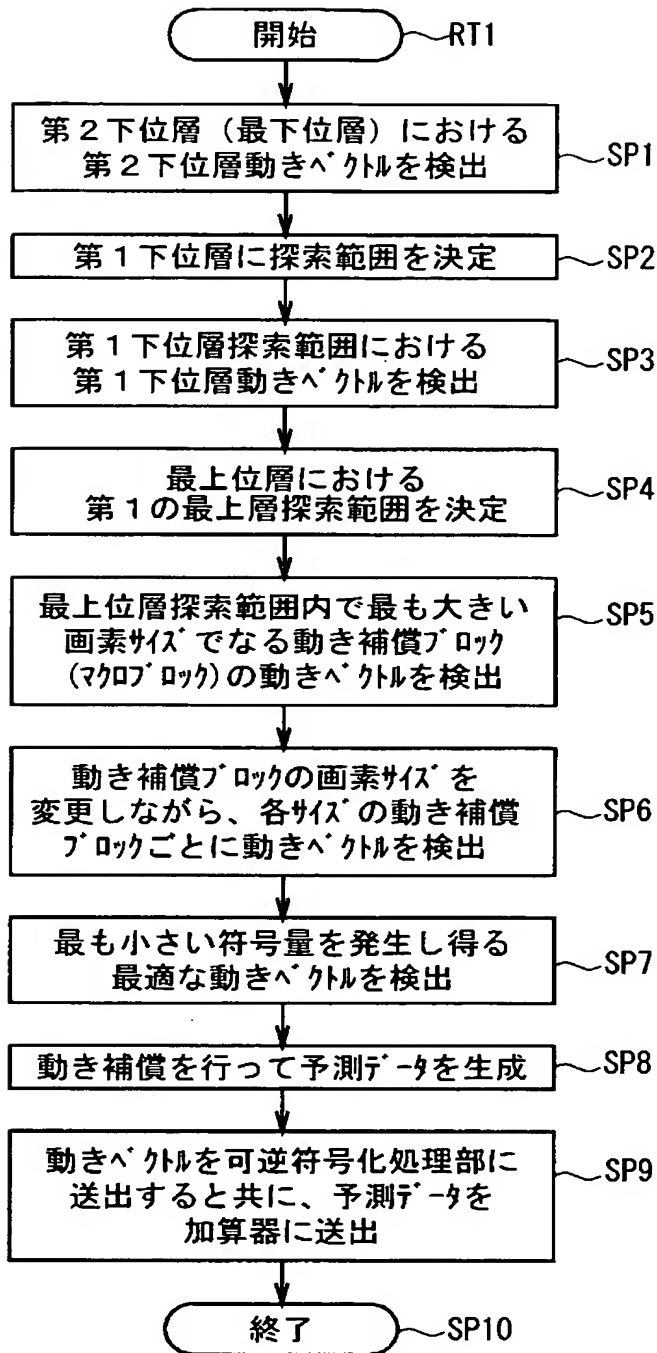 開始
RT1
第２下位層（最下位層）における
第２下位層動きﾍﾞｸﾄﾙを検出
SP1
第１下位層に探索範囲を決定
SP2
第１下位層探索範囲における
第１下位層動きﾍﾞｸﾄﾙを検出
SP3
最上位層における
第１の最上層探索範囲を決定
SP4
最上位層探索範囲内で最も大きい
画素ｻｲｽﾞでなる動き補償ﾌﾞﾛｯｸ
(ﾏｸﾛﾌﾞﾛｯｸ)の動きﾍﾞｸﾄﾙを検出
SP5
動き補償ﾌﾞﾛｯｸの画素ｻｲｽﾞを
変更しながら、各ｻｲｽﾞの動き補償
ﾌﾞﾛｯｸごとに動きﾍﾞｸﾄﾙを検出
SP6
最も小さい符号量を発生し得る
最適な動きﾍﾞｸﾄﾙを検出
SP7
動き補償を行って予測ﾃﾞｰﾀを生成
SP8
動きﾍﾞｸﾄﾙを可逆符号化処理部に
送出すると共に、予測ﾃﾞｰﾀを
加算器に送出
SP9
終了
SP10